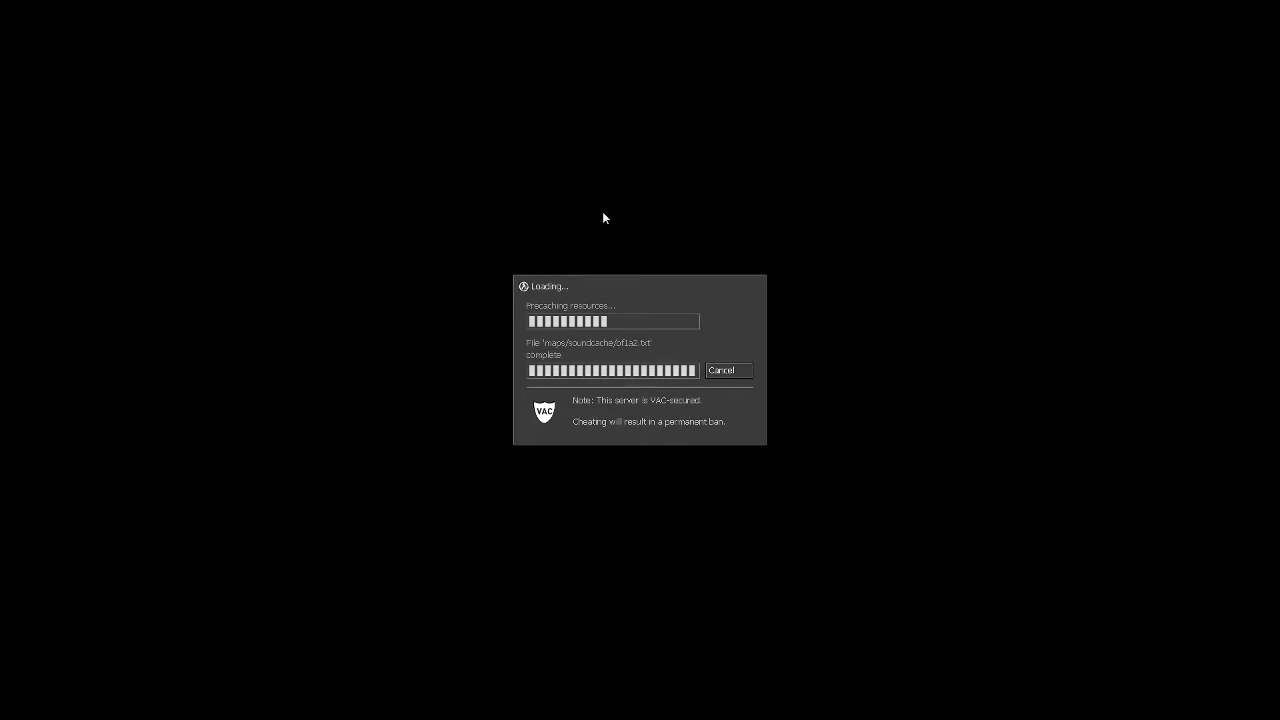 Loading...
Precaching resources...
File 'maps/soundcache/of1a2.txt'
complete
Cancel
VAC
Note: This server is VAC-secured.
Cheating will result in a permanent ban.